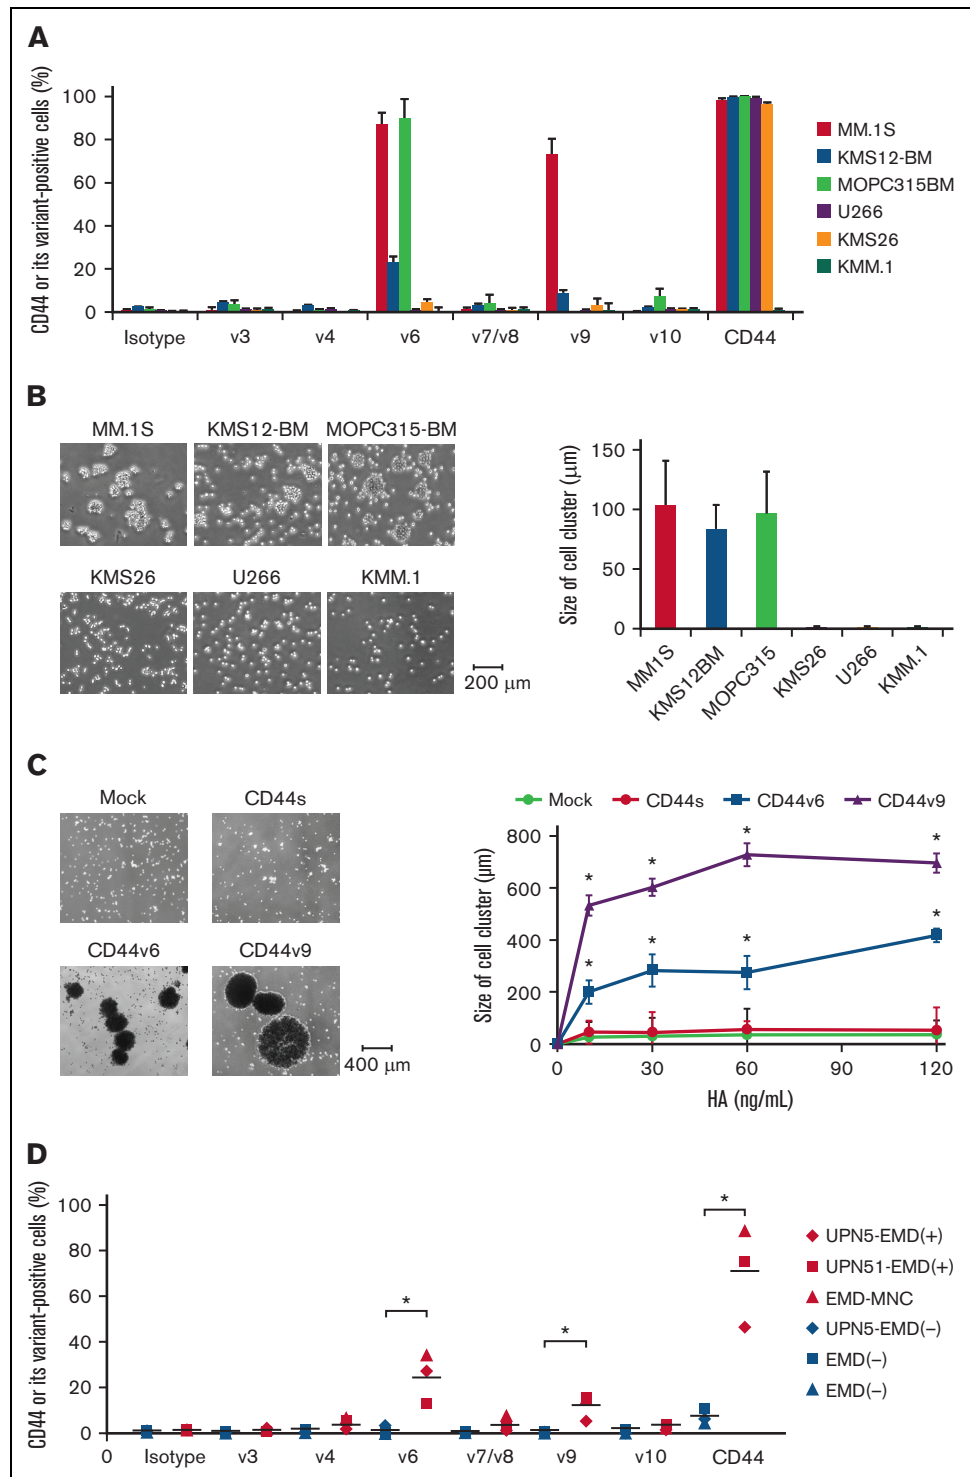 A
CD44 or its variant-positive cells (%)
100
80
60
40
20
0
Isotype v3 v4 v6 v7/v8 v9 v10 CD44
MM.1S
KMS12-BM
MOPC315BM
U266
KMS26
KMM.1
B
MM.1S KMS12-BM MOPC315-BM
KMS26 U266 KMM.1
200 μm
Size of cell cluster (μm)
150
100
50
0
MM1S KMS12BM MOPC315 KMS26 U266 KMM.1
C
Mock CD44s
CD44v6 CD44v9
400 μm
Mock CD44s CD44v6 CD44v9
Size of cell cluster (μm)
800
600
400
200
0
* * * *
* * * *
0 30 60 90 120
HA (ng/mL)
D
CD44 or its variant-positive cells (%)
100
80
60
40
20
0
* * *
0 Isotype v3 v4 v6 v7/v8 v9 v10 CD44
UPN5-EMD(+)
UPN51-EMD(+)
EMD-MNC
UPN5-EMD(–)
EMD(–)
EMD(–)